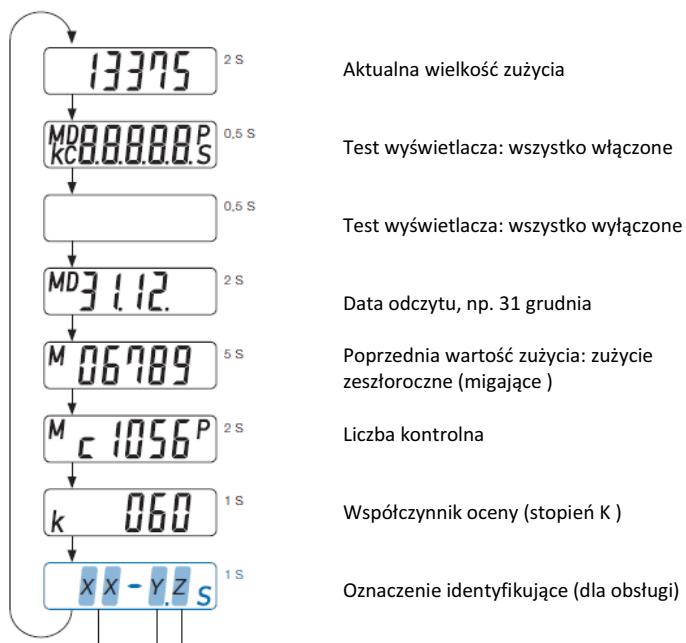 13375 2 S Aktualna wielkość zużycia
MD kC 8.8.8.8.8. P S 0,5 S Test wyświetlacza: wszystko włączone
0,5 S Test wyświetlacza: wszystko wyłączone
MD 31.12. 2 S Data odczytu, np. 31 grudnia
M 06789 5 S Poprzednia wartość zużycia: zużycie
zeszłoroczne (migające )
M c 1056 P 2 S Liczba kontrolna
k 060 1 S Współczynnik oceny (stopień K )
X X - Y. Z S 1 S Oznaczenie identyfikujące (dla obsługi)